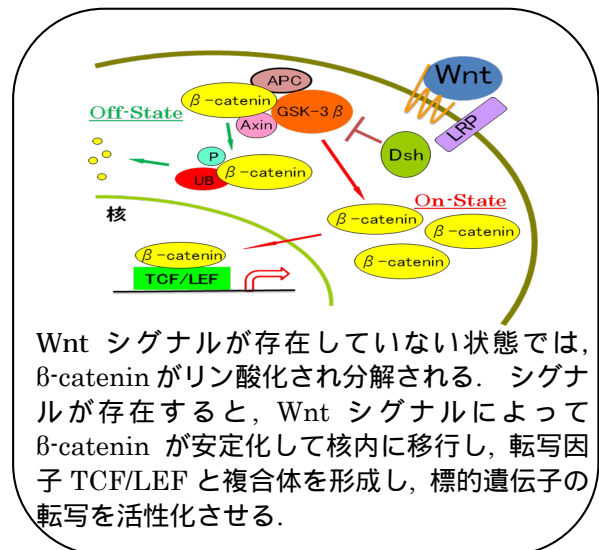 Wnt
APC
β-catenin
GSK-3β
Off-State
Axin
LRP
Dsh
P
β-catenin
UB
On-State
核
β-catenin
β-catenin
β-catenin
β-catenin
TCF/LEF
Wnt シグナルが存在していない状態では,
β-catenin がリン酸化され分解される. シグナ
ルが存在すると, Wnt シグナルによって
β-catenin が安定化して核内に移行し, 転写因
子 TCF/LEF と複合体を形成し, 標的遺伝子の
転写を活性化させる.